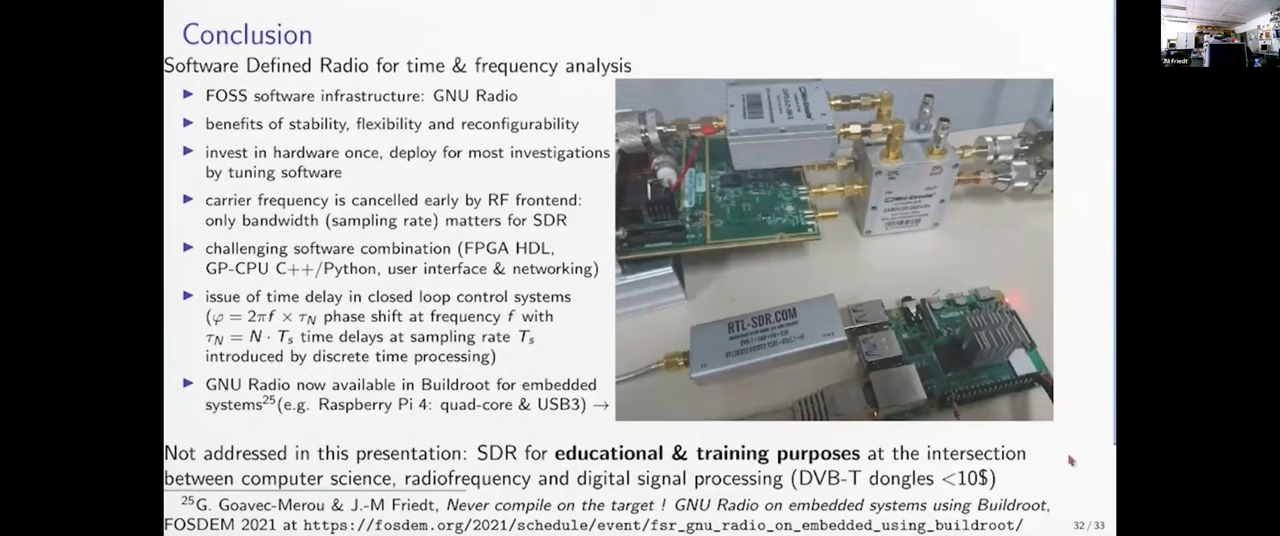 Conclusion
Software Defined Radio for time & frequency analysis
▶ FOSS software infrastructure: GNU Radio
▶ benefits of stability, flexibility and reconfigurability
▶ invest in hardware once, deploy for most investigations
by tuning software
▶ carrier frequency is cancelled early by RF frontend:
only bandwidth (sampling rate) matters for SDR
▶ challenging software combination (FPGA HDL,
GP-CPU C++/Python, user interface & networking)
▶ issue of time delay in closed loop control systems
(φ = 2πf × τN phase shift at frequency f with
τN = N · Ts time delays at sampling rate Ts
introduced by discrete time processing)
▶ GNU Radio now available in Buildroot for embedded
systems25(e.g. Raspberry Pi 4: quad-core & USB3) →
RTL-SDR.COM
Not addressed in this presentation: SDR for educational & training purposes at the intersection
between computer science, radiofrequency and digital signal processing (DVB-T dongles <10$)
25G. Goavec-Merou & J.-M Friedt, Never compile on the target ! GNU Radio on embedded systems using Buildroot,
FOSDEM 2021 at https://fosdem.org/2021/schedule/event/fsr_gnu_radio_on_embedded_using_buildroot/
32 / 33
JM Friedt